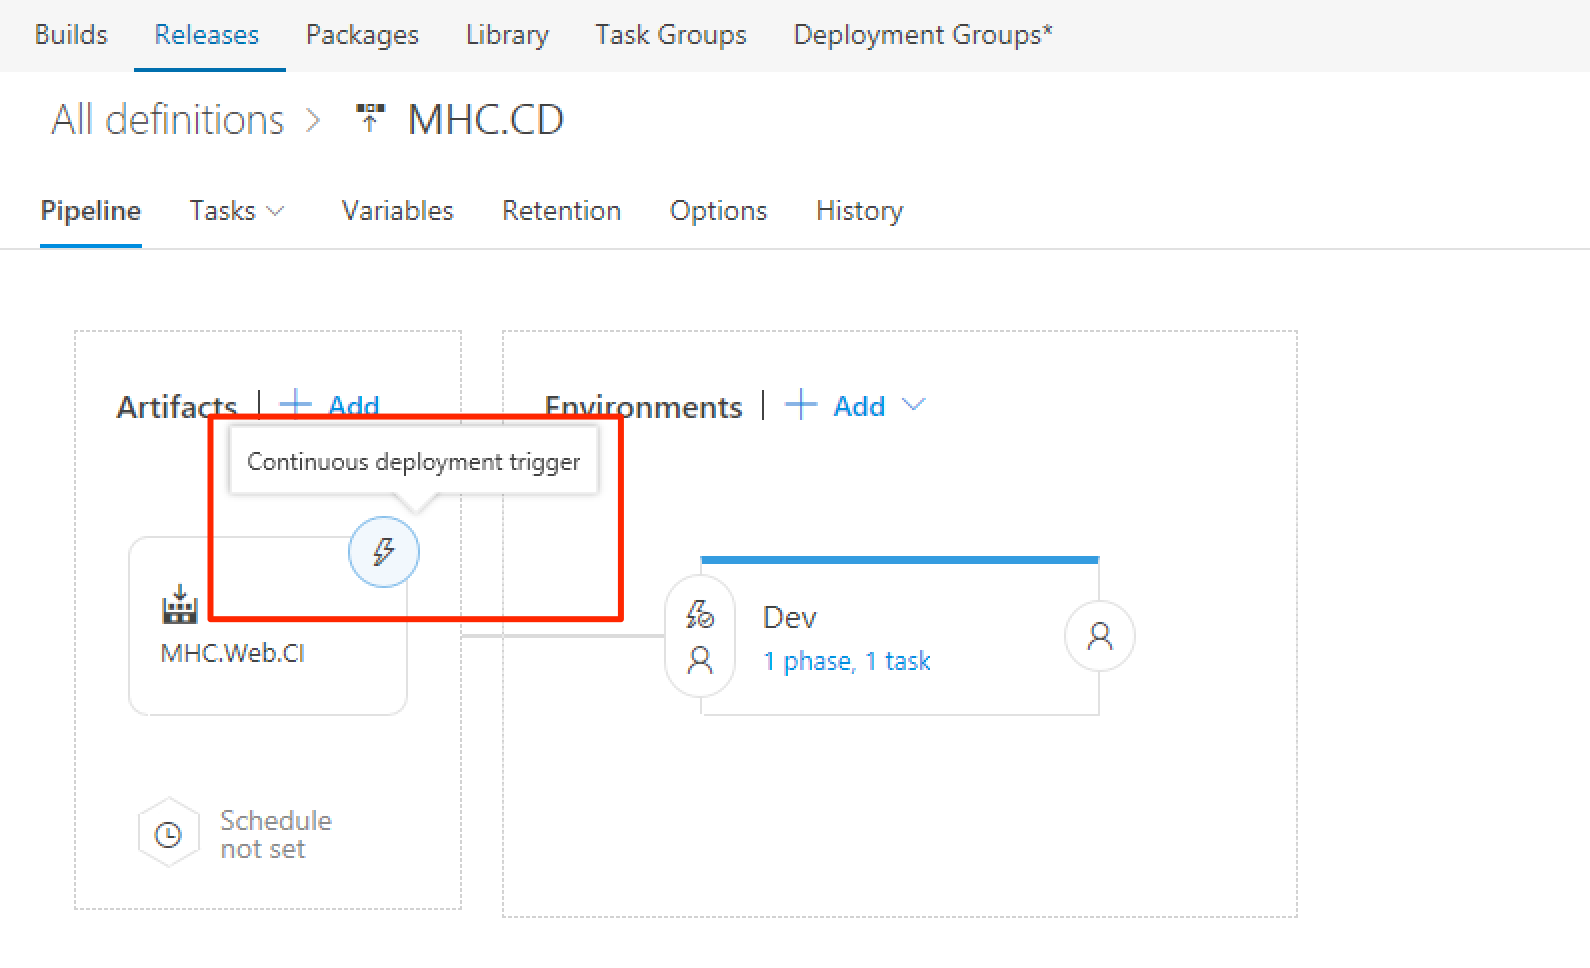 Builds Releases Packages Library Task Groups Deployment Groups*
All definitions > MHC.CD
Pipeline Tasks Variables Retention Options History
Artifacts | + Add
Environments | + Add
Continuous deployment trigger
MHC.Web.CI
Dev
1 phase, 1 task
Schedule
not set